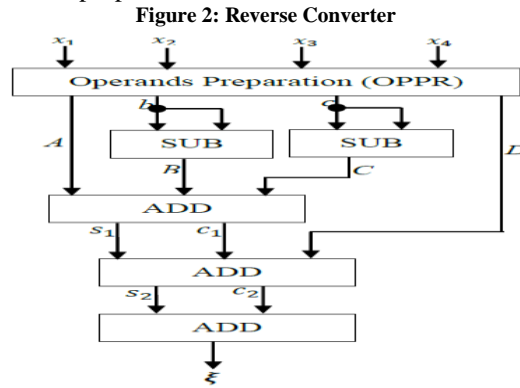 Figure 2: Reverse Converter
x₁ x₂ x₃ x₄
Operands Preparation (OPPR)
b c
A SUB SUB D
B C
ADD
s₁ c₁
ADD
s₂ c₂
ADD
ξ